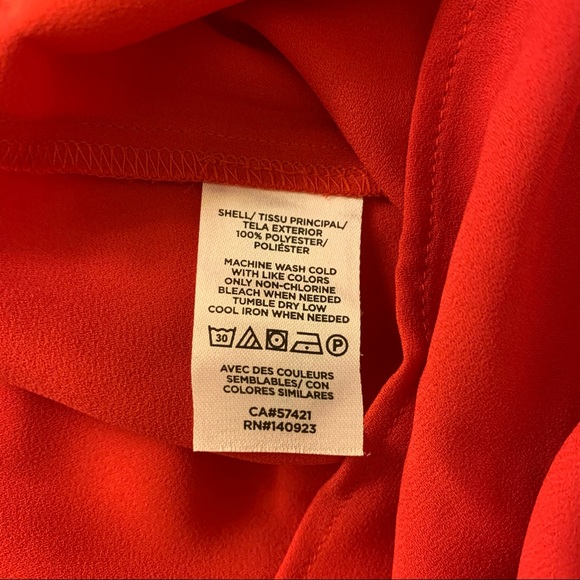 SHELL/ TISSU PRINCIPAL/
TELA EXTERIOR
100% POLYESTER/
POLIÉSTER
MACHINE WASH COLD
WITH LIKE COLORS
ONLY NON-CHLORINE
BLEACH WHEN NEEDED
TUMBLE DRY LOW
COOL IRON WHEN NEEDED
30 P
AVEC DES COULEURS
SEMBLABLES/ CON
COLORES SIMILARES
CA#57421
RN#140923